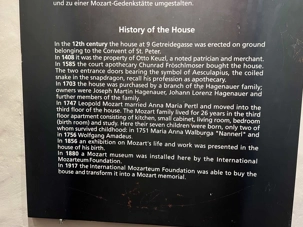 und zu einer Mozart-Gedenkstätte umgestalten.
History of the House
In the 12th century the house at 9 Getreidegasse was erected on ground
belonging to the Convent of St. Peter.
In 1408 it was the property of Otto Keuzl, a noted patrician and merchant.
In 1585 the court apothecary Chunrad Fröschlmoser bought the house.
The two entrance doors bearing the symbol of Aesculapius, the coiled
snake in the snapdragon, recall his profession as apothecary.
In 1703 the house was purchased by a branch of the Hagenauer family;
owners were Joseph Martin Hagenauer, Johann Lorenz Hagenauer and
further members of the family.
In 1747 Leopold Mozart married Anna Maria Pertl and moved into the
third floor of the house. The Mozart family lived for 26 years in the third
floor apartment consisting of kitchen, small cabinet, living room, bedroom
(birth room) and study. Here their seven children were born, only two of
whom survived childhood: in 1751 Maria Anna Walburga "Nannerl" and
in 1756 Wolfgang Amadeus.
In 1856 an exhibition on Mozart's life and work was presented in the
house of his birth.
In 1880 a Mozart museum was installed here by the International
Mozarteum Foundation.
In 1917 the International Mozarteum Foundation was able to buy the
house and transform it into a Mozart memorial.